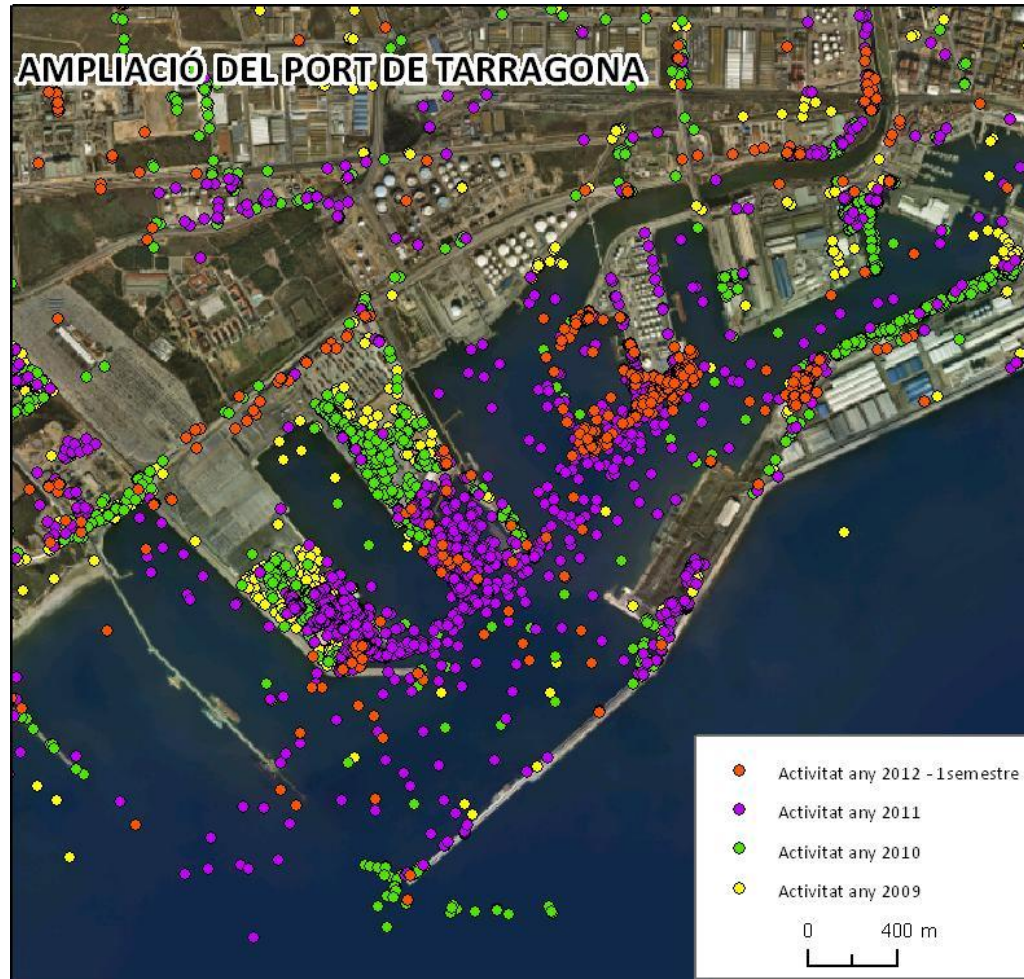 AMPLIACIÓ DEL PORT DE TARRAGONA
Activitat any 2012 - 1semestre
Activitat any 2011
Activitat any 2010
Activitat any 2009
0 400 m